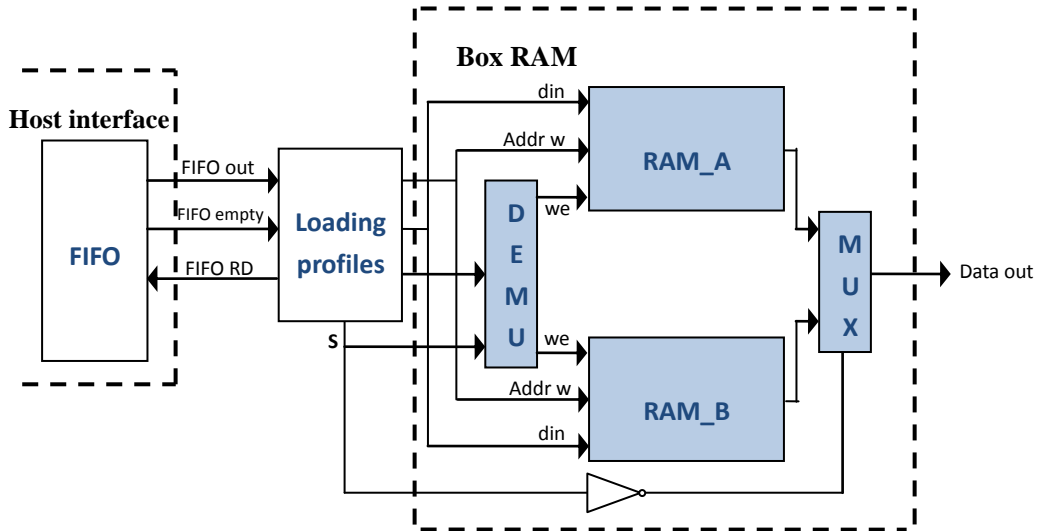 Box RAM
Host interface
FIFO
FIFO out
FIFO empty
FIFO RD
Loading
profiles
S
D
E
M
U
din
Addr w
we
RAM_A
we
Addr w
din
RAM_B
M
U
X
Data out